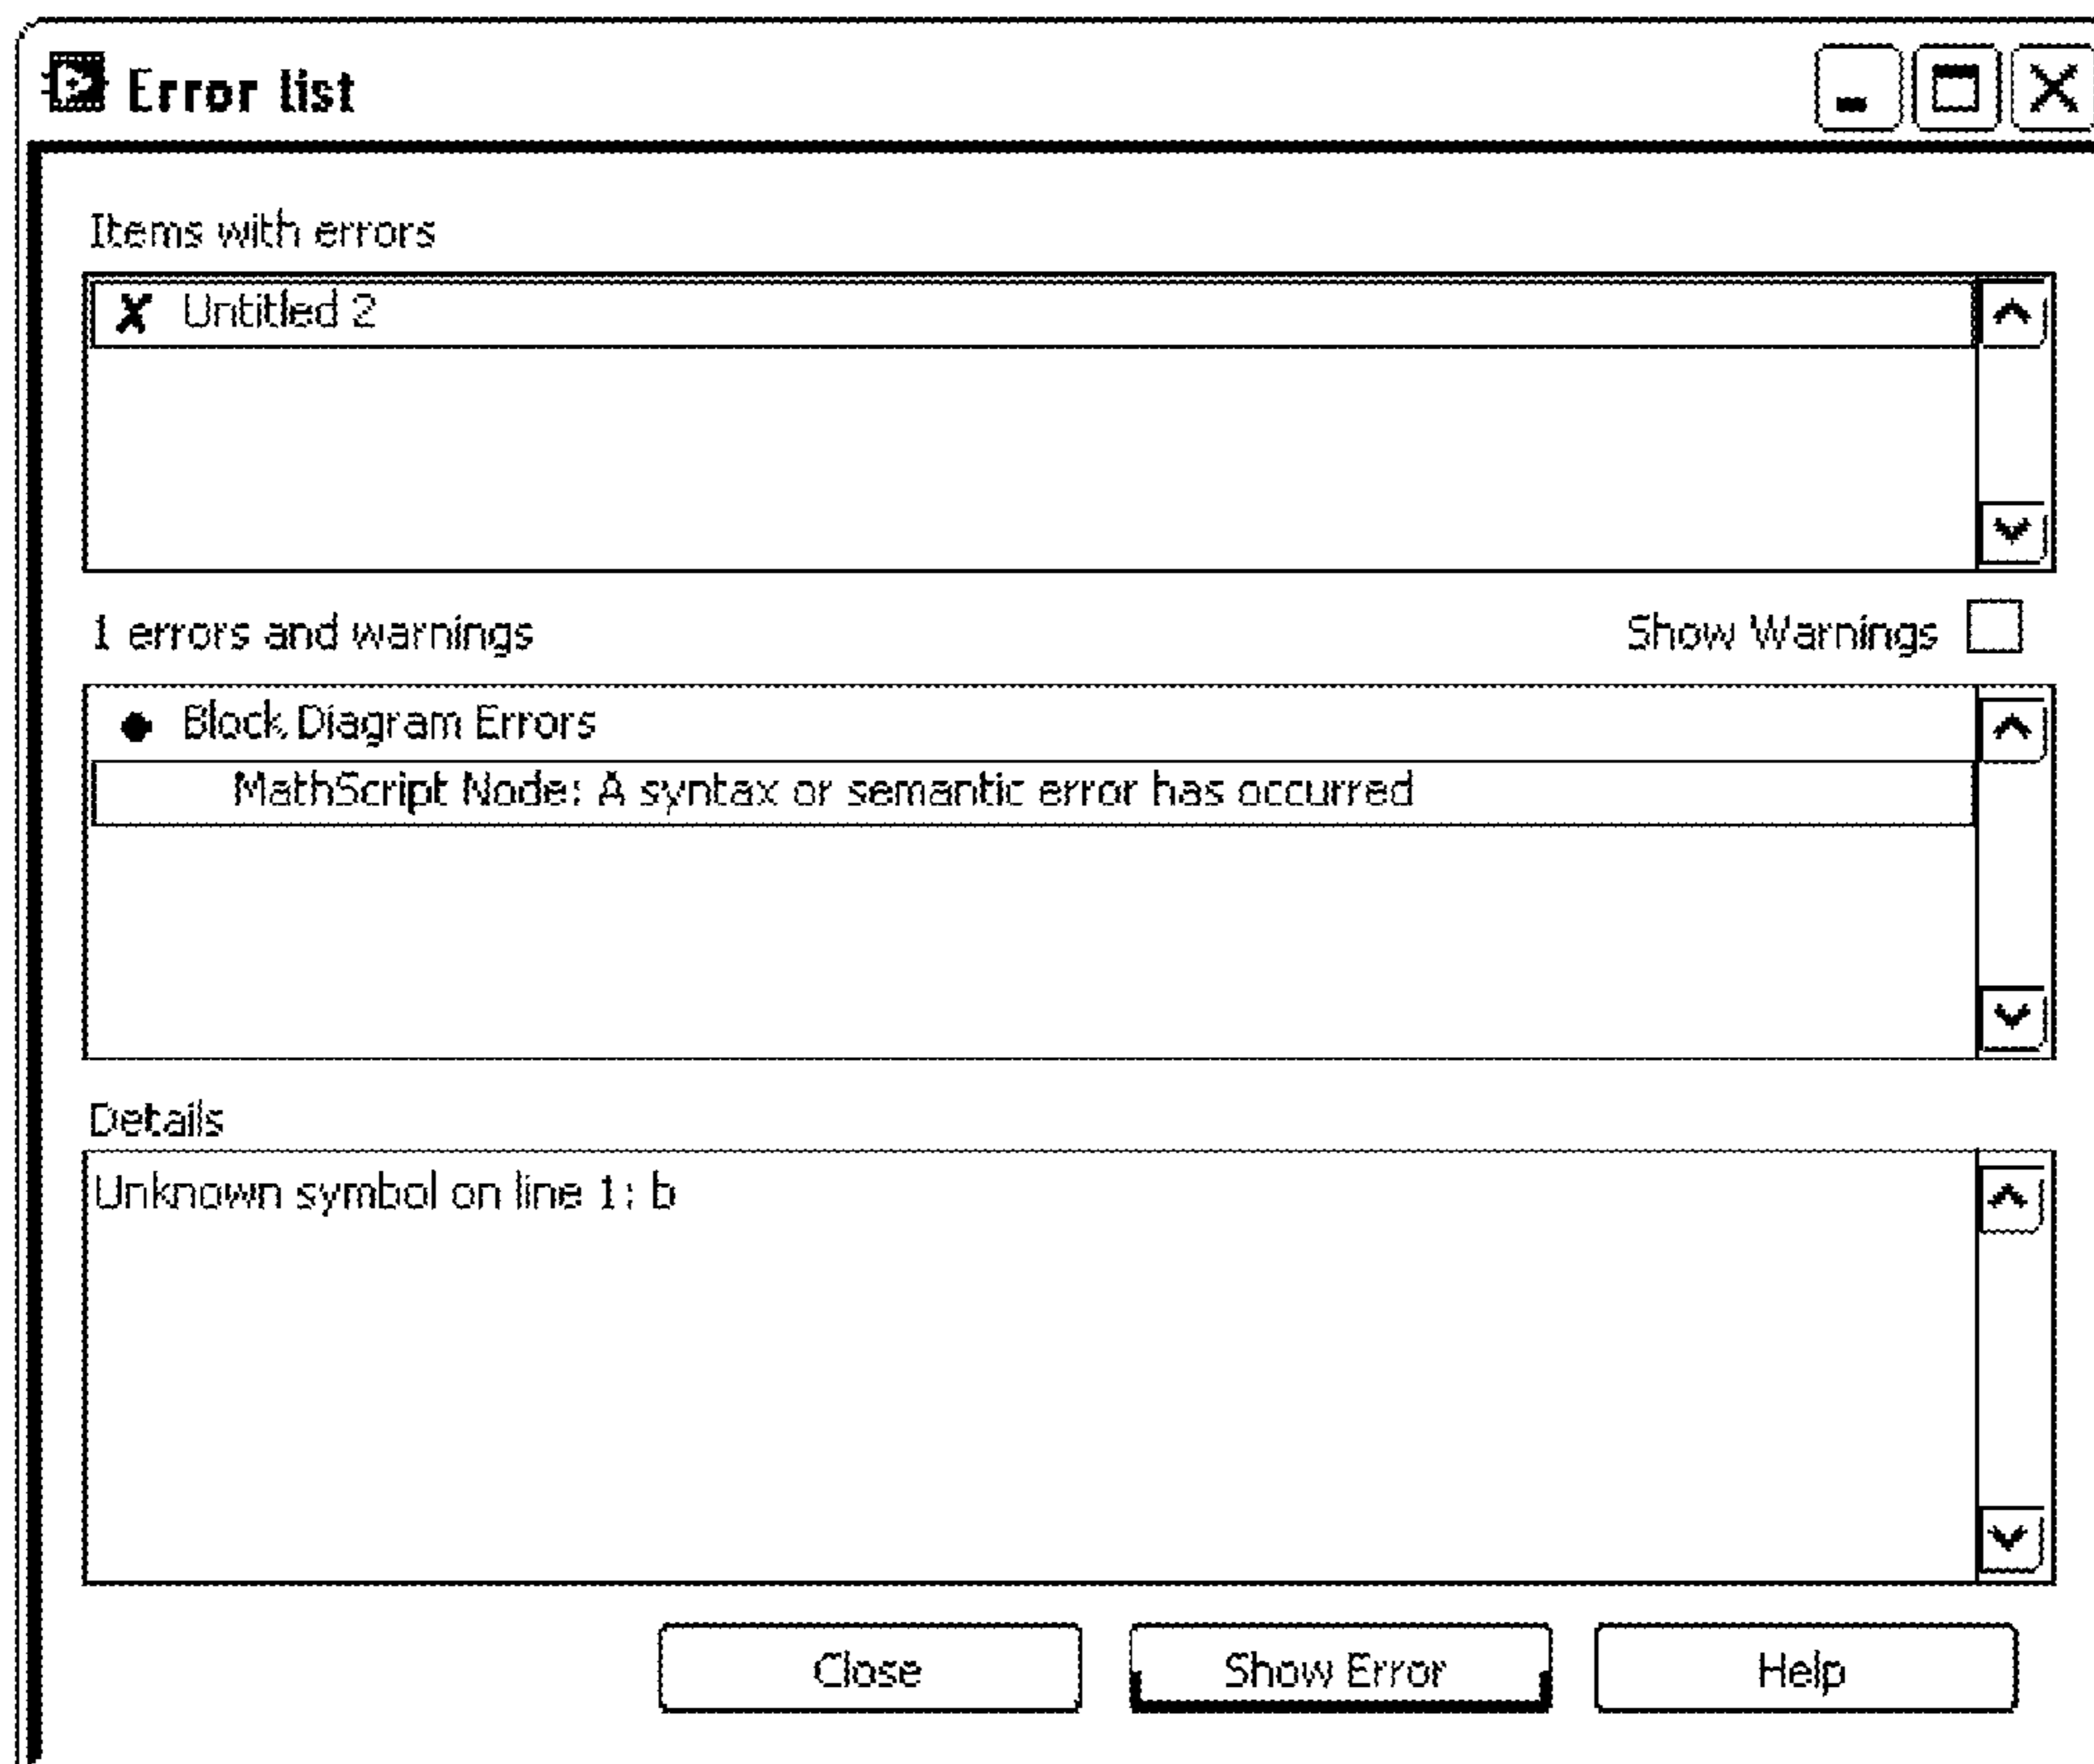 Error list
Items with errors
Untitled 2
1 errors and warnings
Show Warnings
Block Diagram Errors
MathScript Node: A syntax or semantic error has occurred
Details
Unknown symbol on line 1: b
Close
Show Error
Help